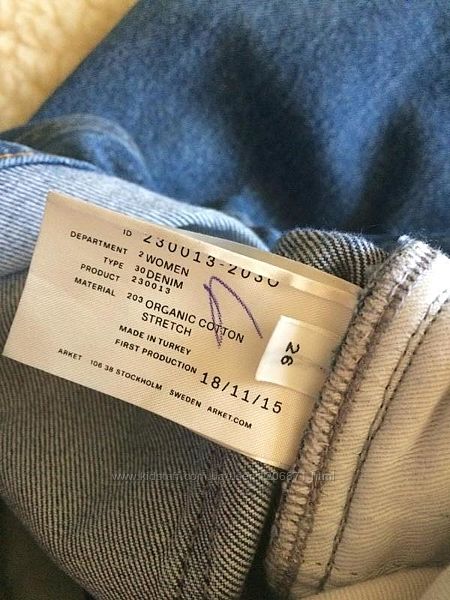 ID 230013-2030
DEPARTMENT 2 WOMEN
TYPE 30 DENIM
PRODUCT 230013
MATERIAL 203 ORGANIC COTTON
STRETCH
MADE IN TURKEY
FIRST PRODUCTION 18/11/15
ARKET 106 38 STOCKHOLM SWEDEN ARKET.COM
26